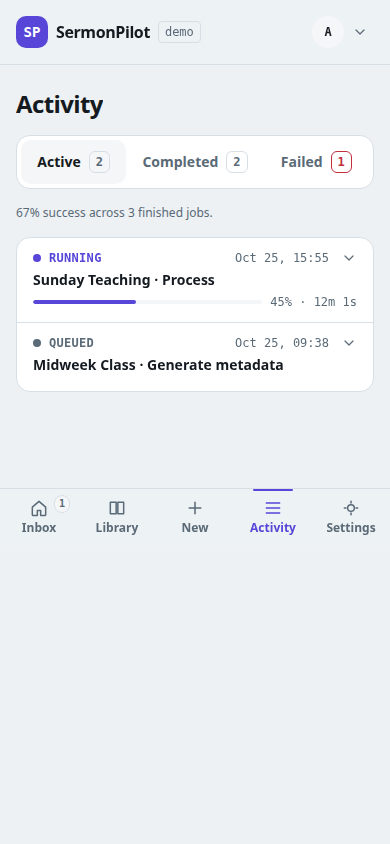 SP SermonPilot demo A
Activity
Active 2 Completed 2 Failed 1
67% success across 3 finished jobs.
RUNNING Oct 25, 15:55
Sunday Teaching · Process
45% · 12m 1s
QUEUED Oct 25, 09:38
Midweek Class · Generate metadata
1
Inbox Library New Activity Settings